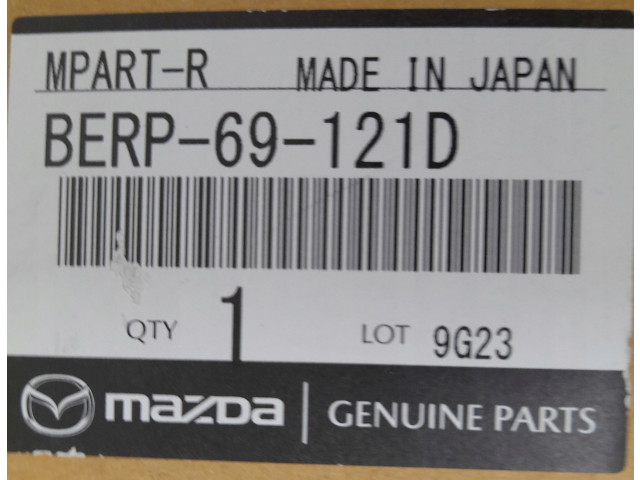 MPART-R MADE IN JAPAN
BERP-69-121D
QTY 1 LOT 9G23
mazda GENUINE PARTS